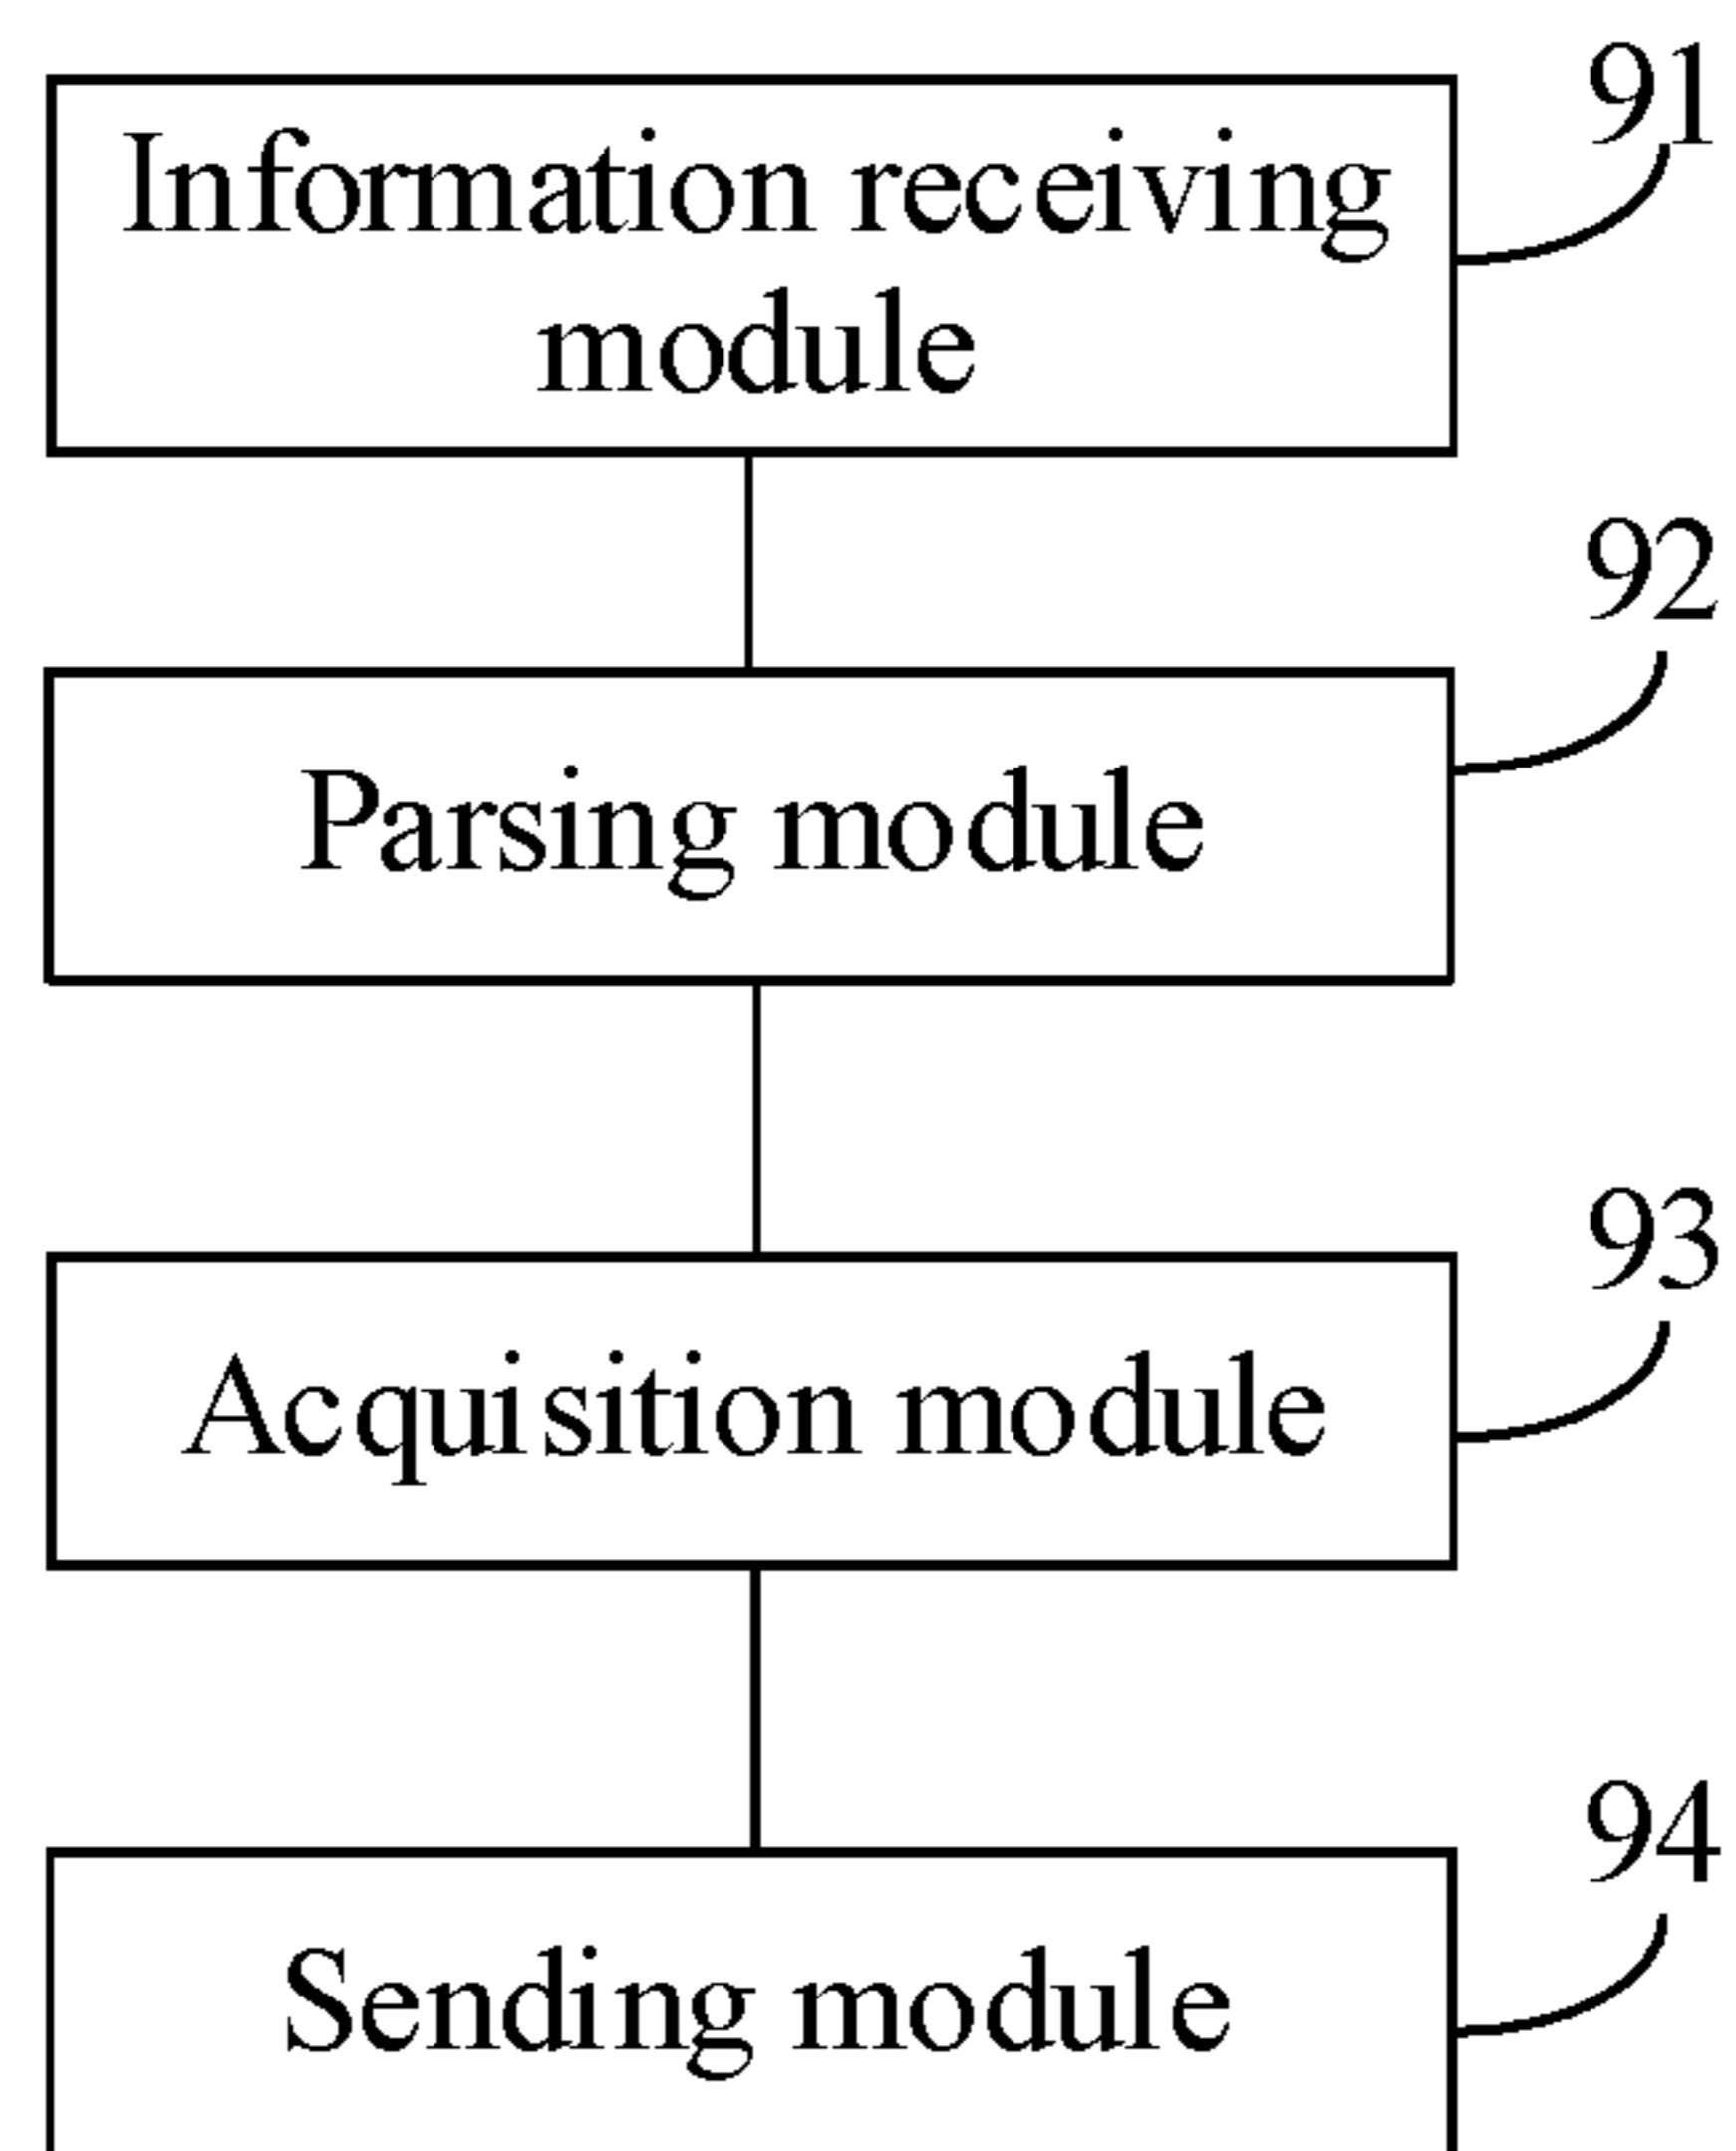 91
Information receiving
module
92
Parsing module
93
Acquisition module
94
Sending module